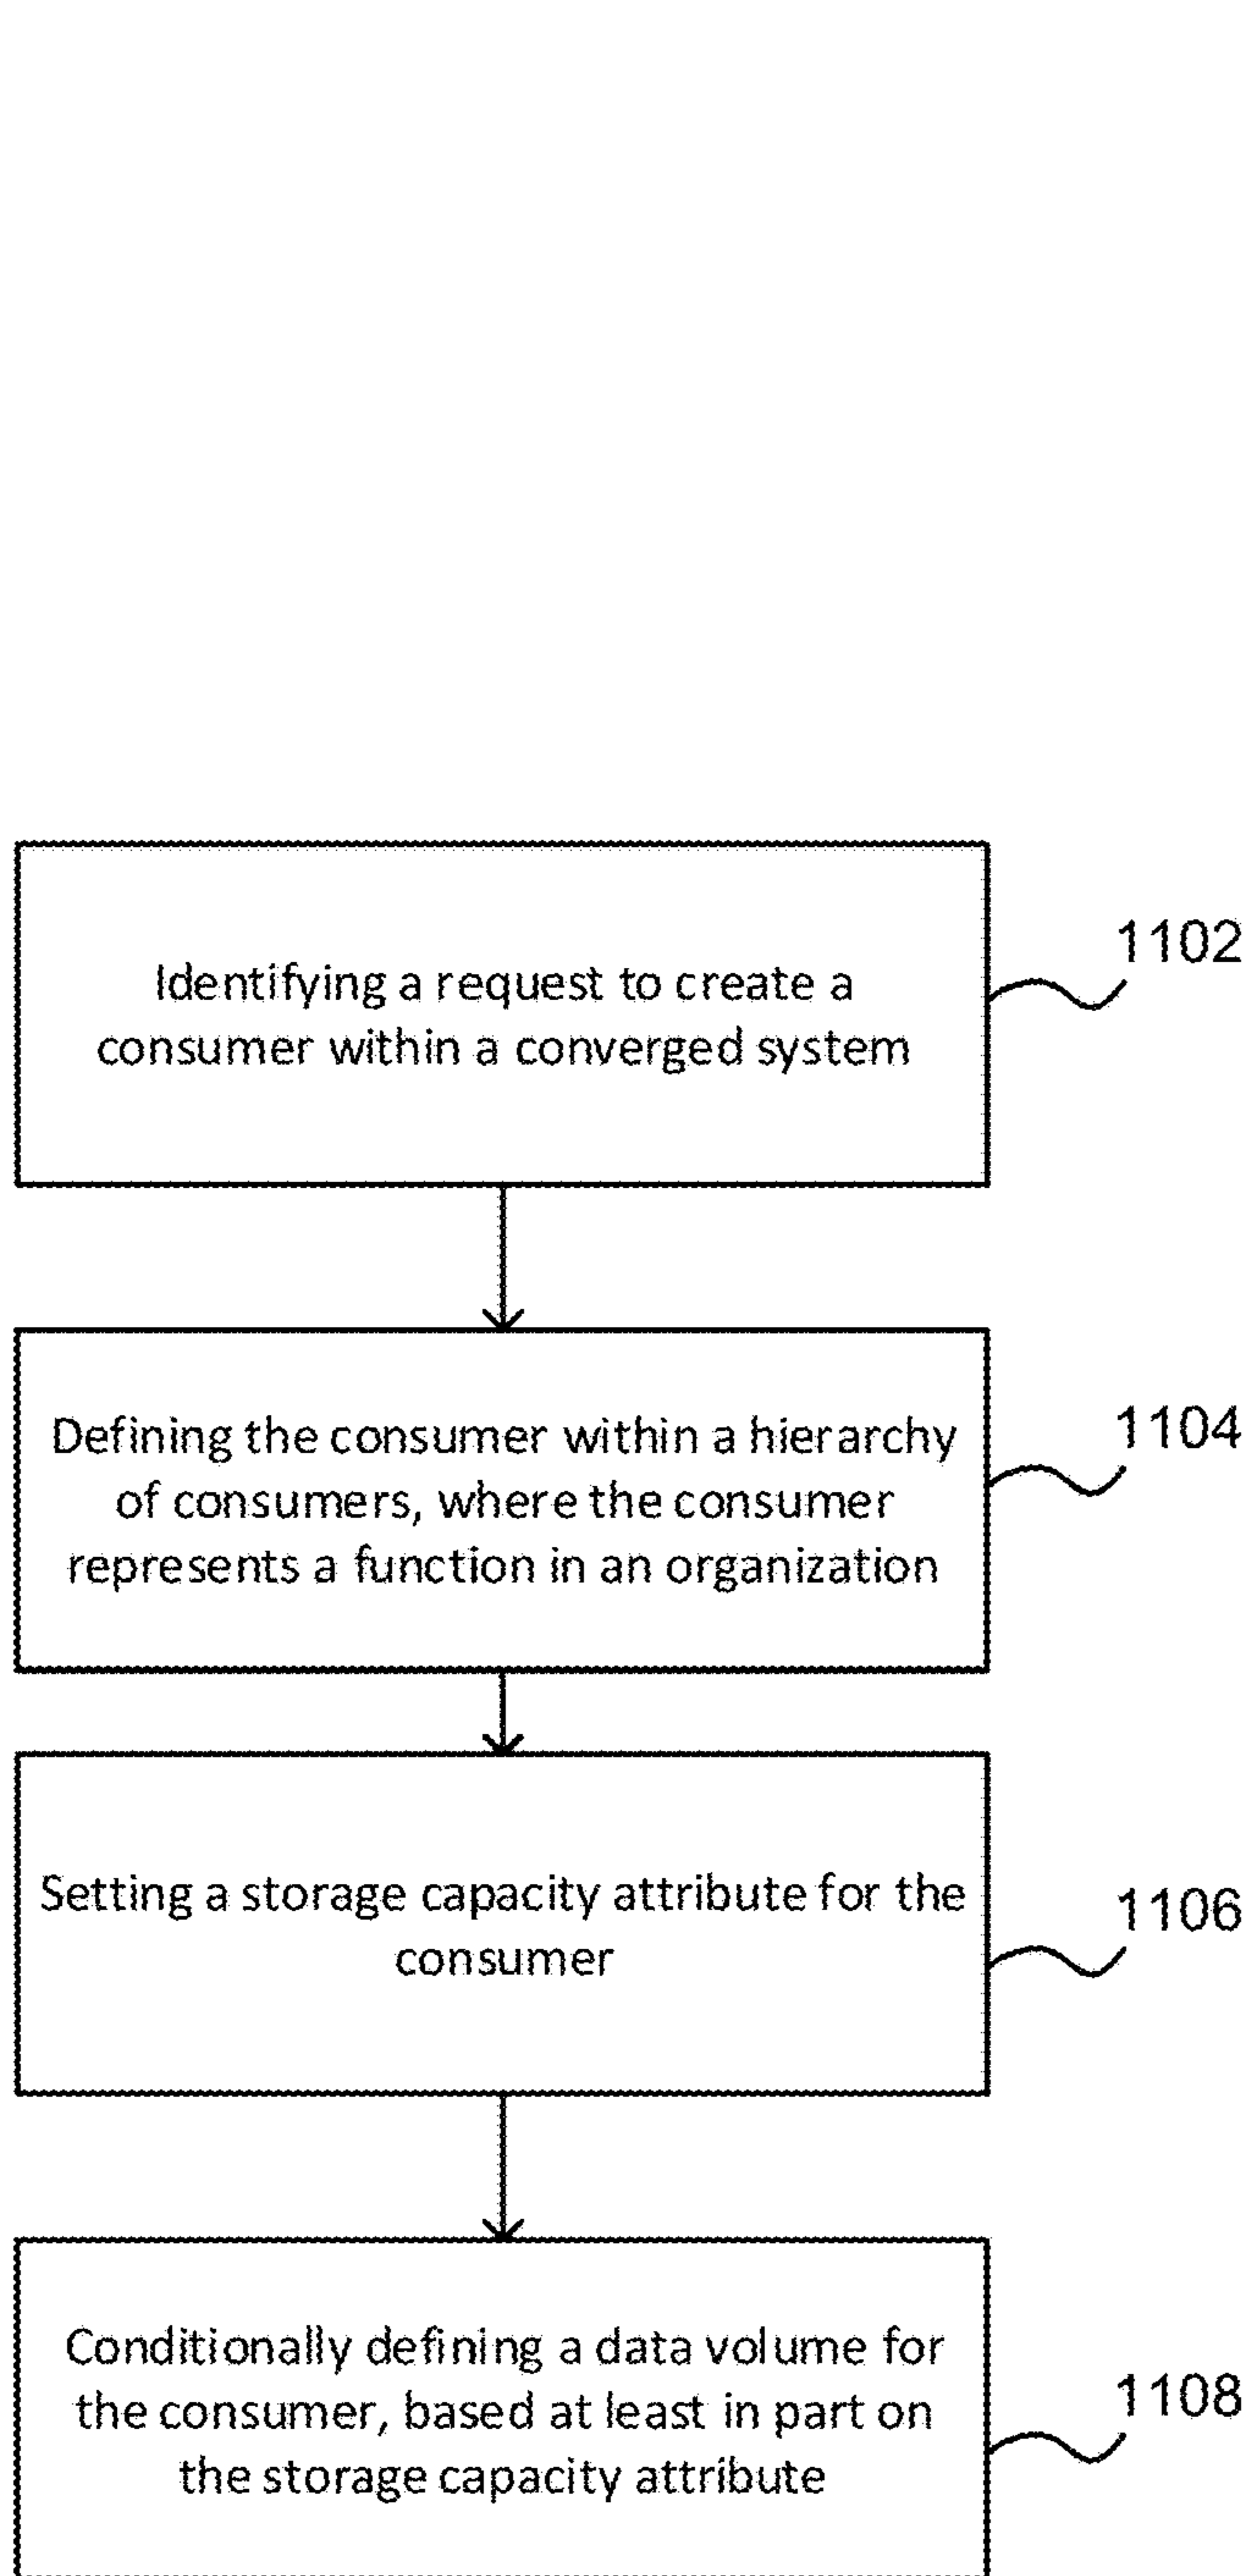 Identifying a request to create a
consumer within a converged system
1102
Defining the consumer within a hierarchy
of consumers, where the consumer
represents a function in an organization
1104
Setting a storage capacity attribute for the
consumer
1106
Conditionally defining a data volume for
the consumer, based at least in part on
the storage capacity attribute
1108